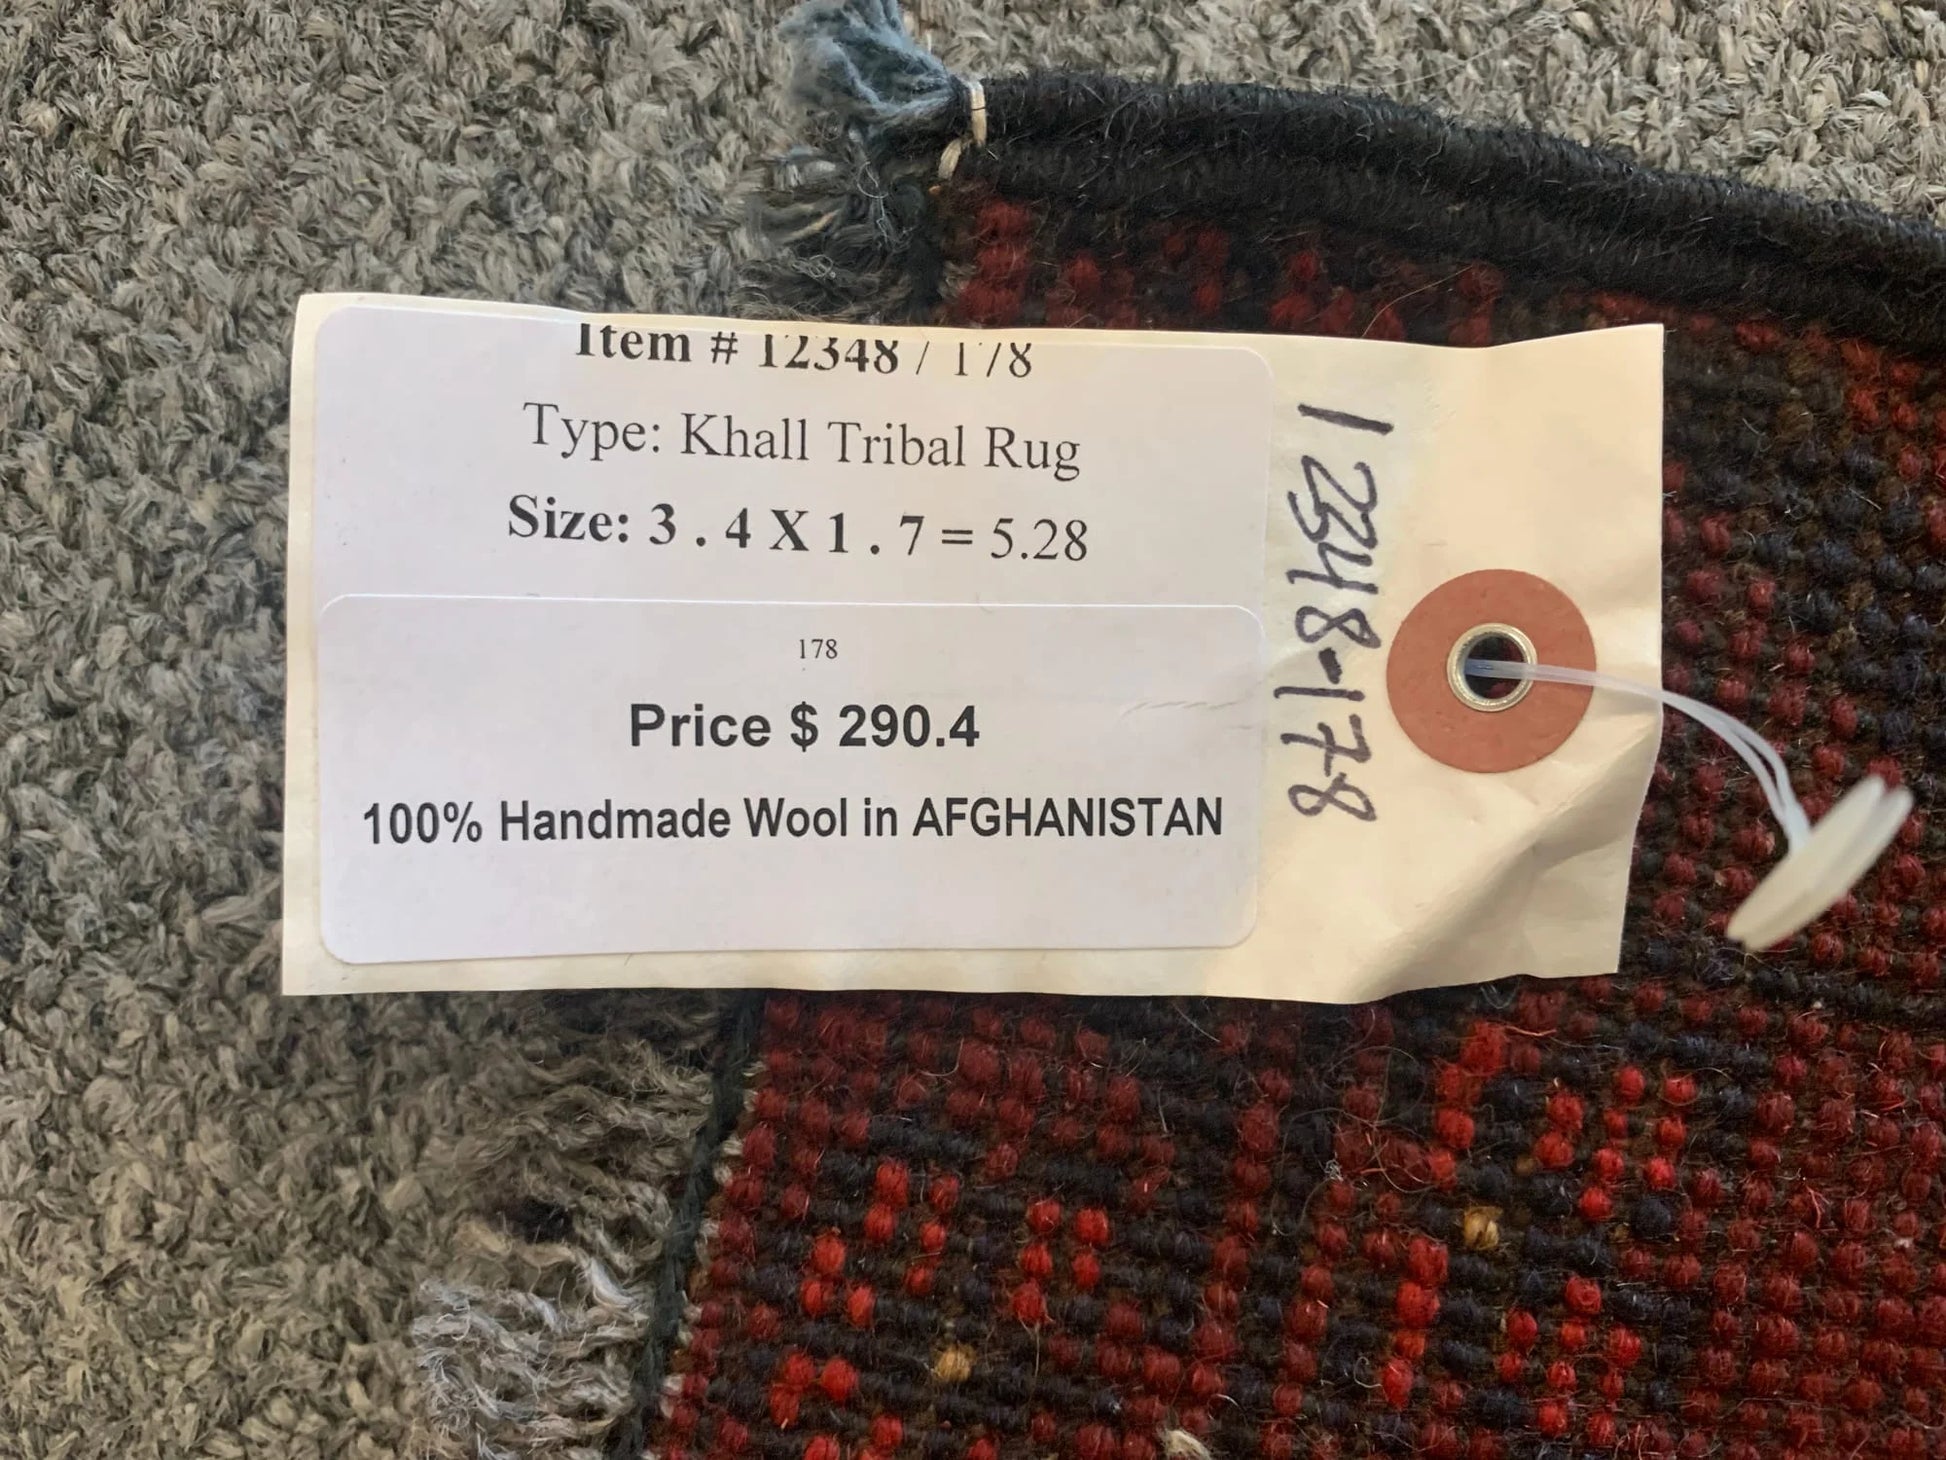 Item # 12348 / 178
Type: Khall Tribal Rug
Size: 3 . 4 X 1 . 7 = 5.28
178
Price $ 290.4
100% Handmade Wool in AFGHANISTAN
12348-178